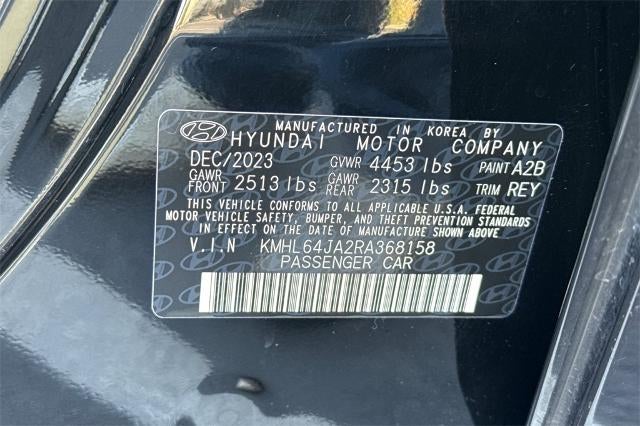 MANUFACTURED IN KOREA BY
HYUNDAI MOTOR COMPANY
DEC/2023 GVWR 4453 lbs PAINT A2B
GAWR FRONT 2513 lbs GAWR REAR 2315 lbs TRIM REY
THIS VEHICLE CONFORMS TO ALL APPLICABLE U.S.A. FEDERAL
MOTOR VEHICLE SAFETY, BUMPER, AND THEFT PREVENTION STANDARDS
IN EFFECT ON THE DATE OF MANUFACTURE SHOWN ABOVE
V.I.N KMHL64JA2RA368158
PASSENGER CAR